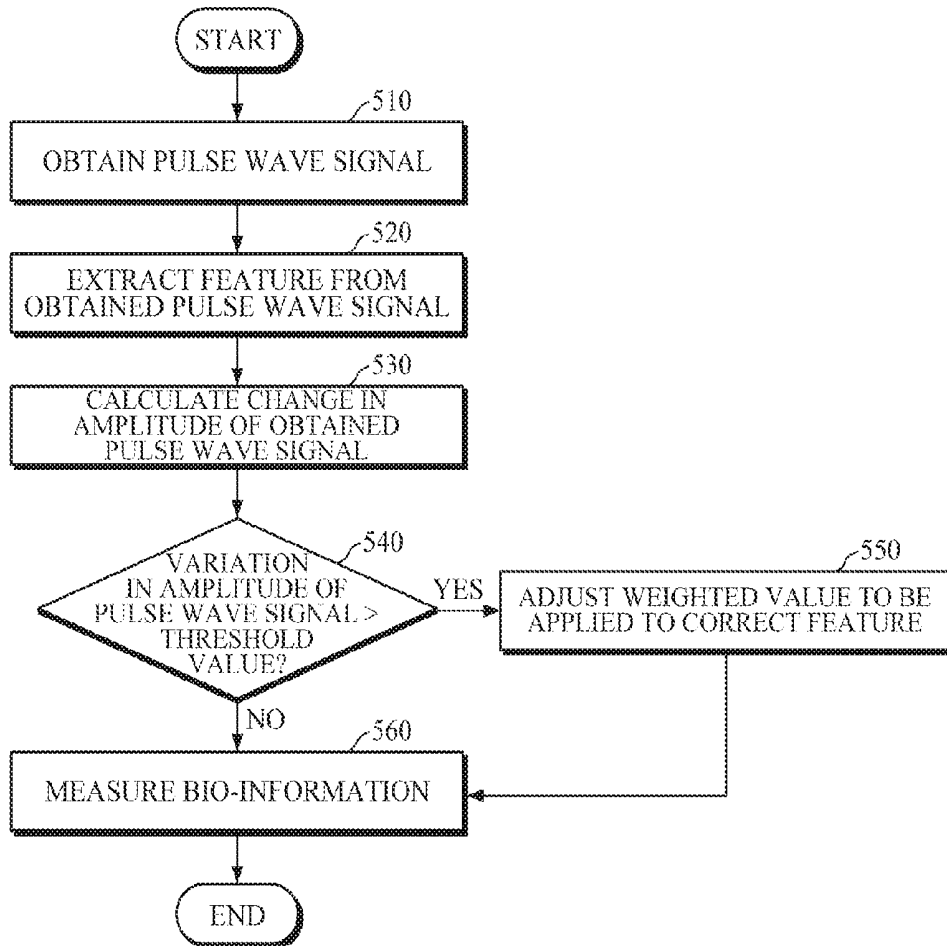 START
510
OBTAIN PULSE WAVE SIGNAL
520
EXTRACT FEATURE FROM
OBTAINED PULSE WAVE SIGNAL
530
CALCULATE CHANGE IN
AMPLITUDE OF OBTAINED
PULSE WAVE SIGNAL
540
VARIATION
IN AMPLITUDE OF
PULSE WAVE SIGNAL >
THRESHOLD
VALUE?
YES
550
ADJUST WEIGHTED VALUE TO BE
APPLIED TO CORRECT FEATURE
NO
560
MEASURE BIO-INFORMATION
END